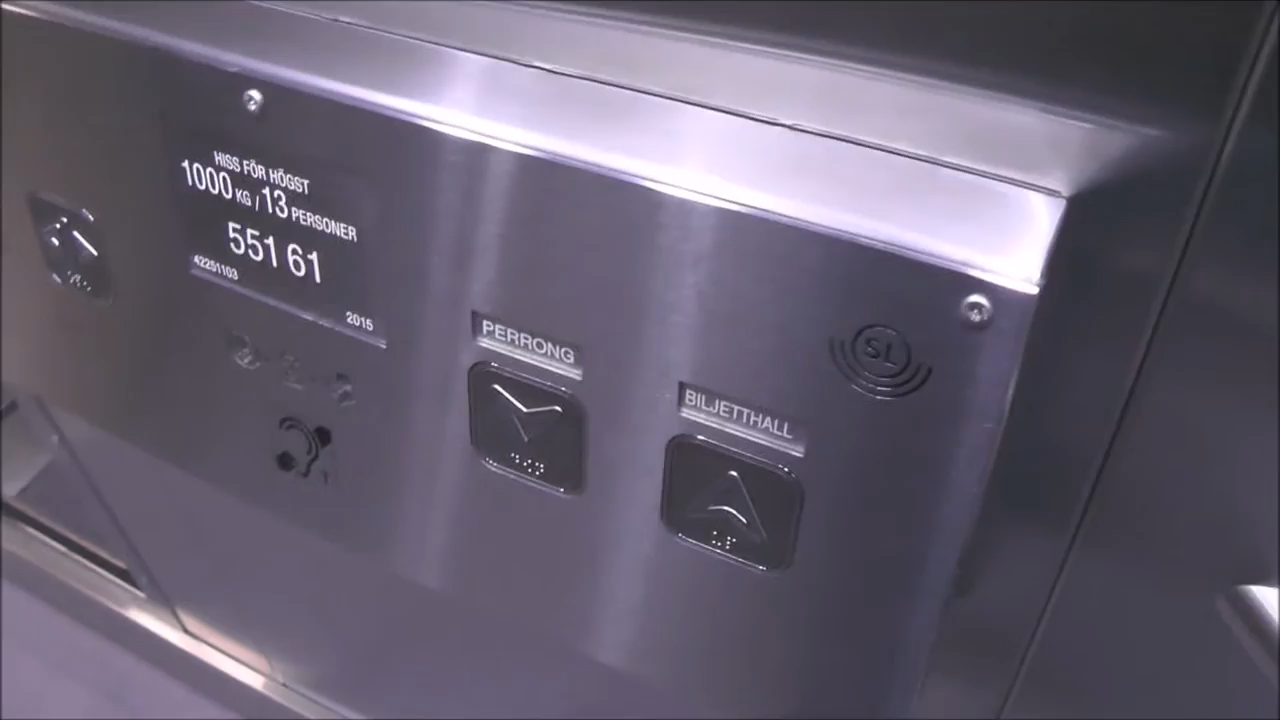 HISS FÖR HÖGST
1000 KG / 13 PERSONER
551 61
42251103
2015
PERRONG
BILJETTHALL
SL